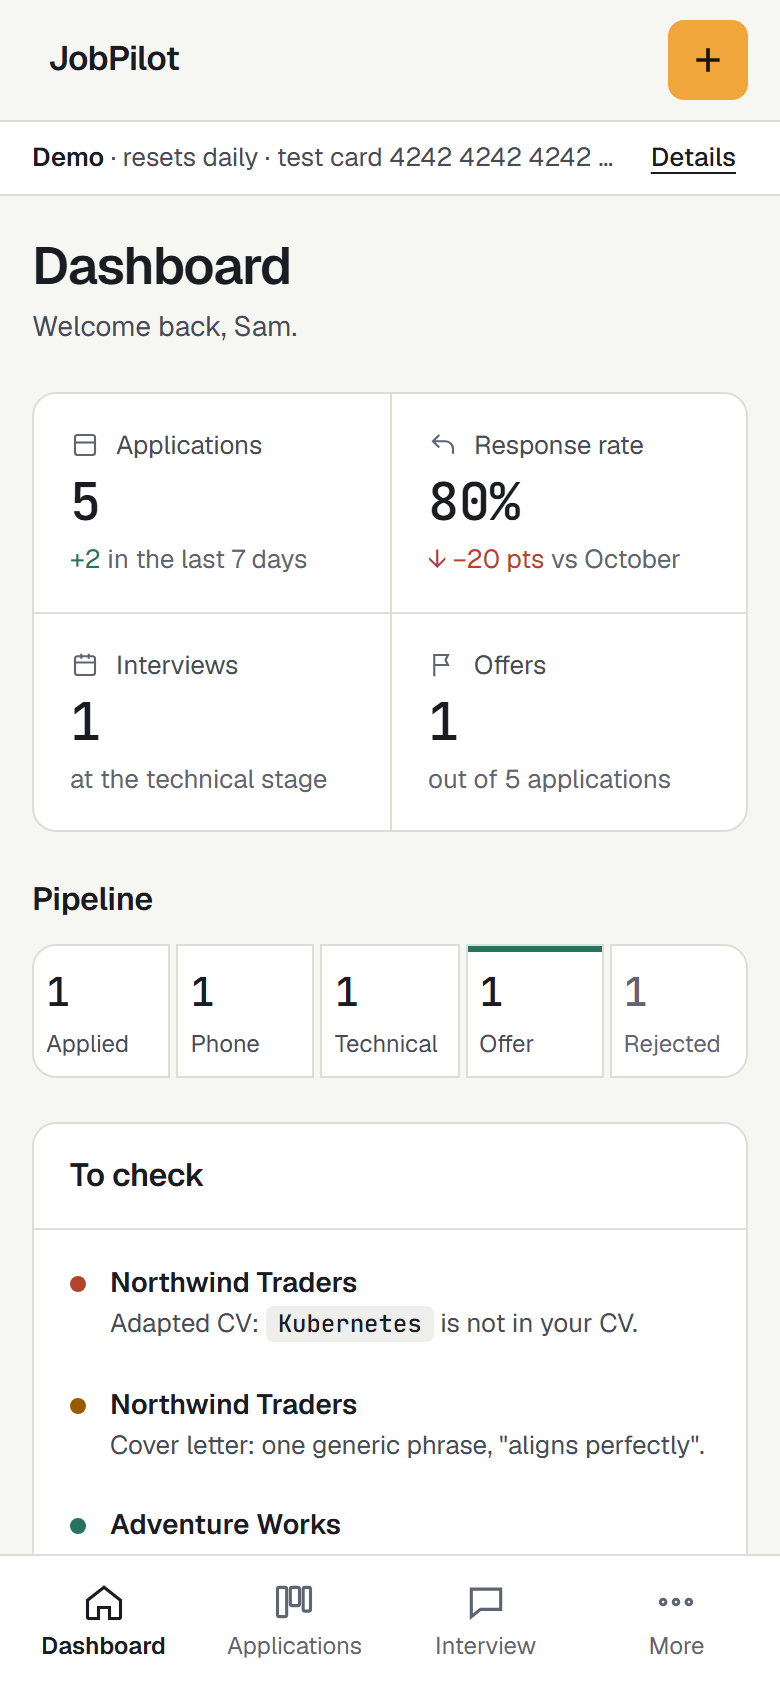 JobPilot
+
Demo · resets daily · test card 4242 4242 4242 ... Details
Dashboard
Welcome back, Sam.
Applications
5
+2 in the last 7 days
Response rate
80%
↓ −20 pts vs October
Interviews
1
at the technical stage
Offers
1
out of 5 applications
Pipeline
1
Applied
1
Phone
1
Technical
1
Offer
1
Rejected
To check
Northwind Traders
Adapted CV: Kubernetes is not in your CV.
Northwind Traders
Cover letter: one generic phrase, "aligns perfectly".
Adventure Works
Dashboard
Applications
Interview
More